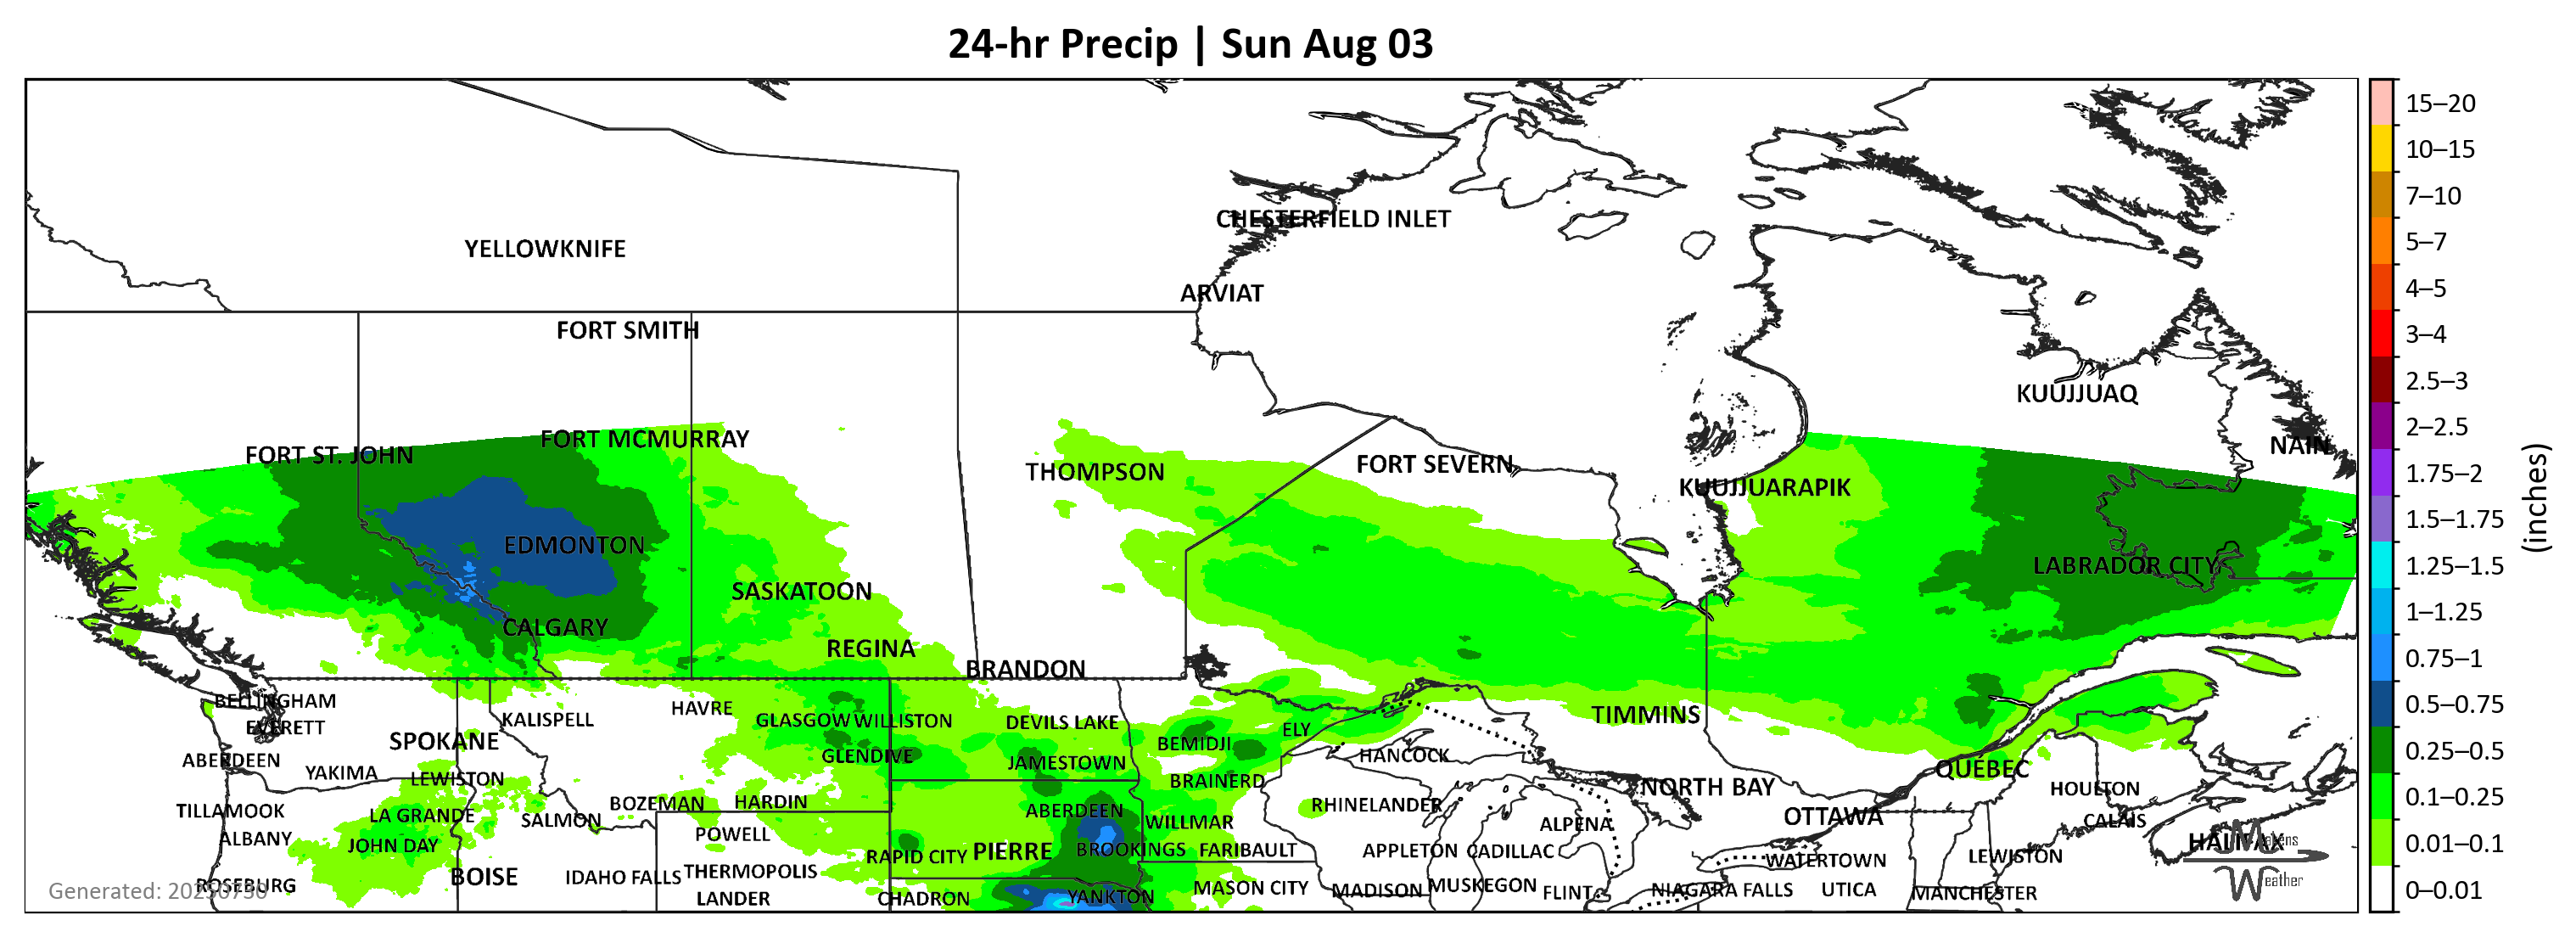 24-hr Precip | Sun Aug 03
15–20
10–15
7–10
5–7
4–5
3–4
2.5–3
2–2.5
1.75–2
1.5–1.75
1.25–1.5
1–1.25
0.75–1
0.5–0.75
0.25–0.5
0.1–0.25
0.01–0.1
0–0.01
(inches)
CHESTERFIELD INLET
YELLOWKNIFE
ARVIAT
FORT SMITH
KUUJJUAQ
FORT MCMURRAY
NAIN
FORT ST. JOHN
THOMPSON
FORT SEVERN
KUUJJUARAPIK
EDMONTON
LABRADOR CITY
SASKATOON
CALGARY
REGINA
BRANDON
BELLINGHAM
HAVRE
EVERETT
KALISPELL
GLASGOW
WILLISTON
DEVILS LAKE
TIMMINS
ELY
SPOKANE
BEMIDJI
ABERDEEN
GLENDIVE
JAMESTOWN
HANCOCK
QUÉBEC
YAKIMA
LEWISTON
BRAINERD
NORTH BAY
HOULTON
TILLAMOOK
LA GRANDE
BOZEMAN
HARDIN
ABERDEEN
RHINELANDER
OTTAWA
CALAIS
SALMON
WILLMAR
ALPENA
ALBANY
JOHN DAY
POWELL
HALIFAX
Matens
Weather
RAPID CITY
PIERRE
BROOKINGS
FARIBAULT
APPLETON
CADILLAC
WATERTOWN
LEWISTON
BOISE
IDAHO FALLS
THERMOPOLIS
ROSEBURG
Generated: 20250730
LANDER
CHADRON
YANKTON
MASON CITY
MADISON
MUSKEGON
FLINT
NIAGARA FALLS
UTICA
MANCHESTER